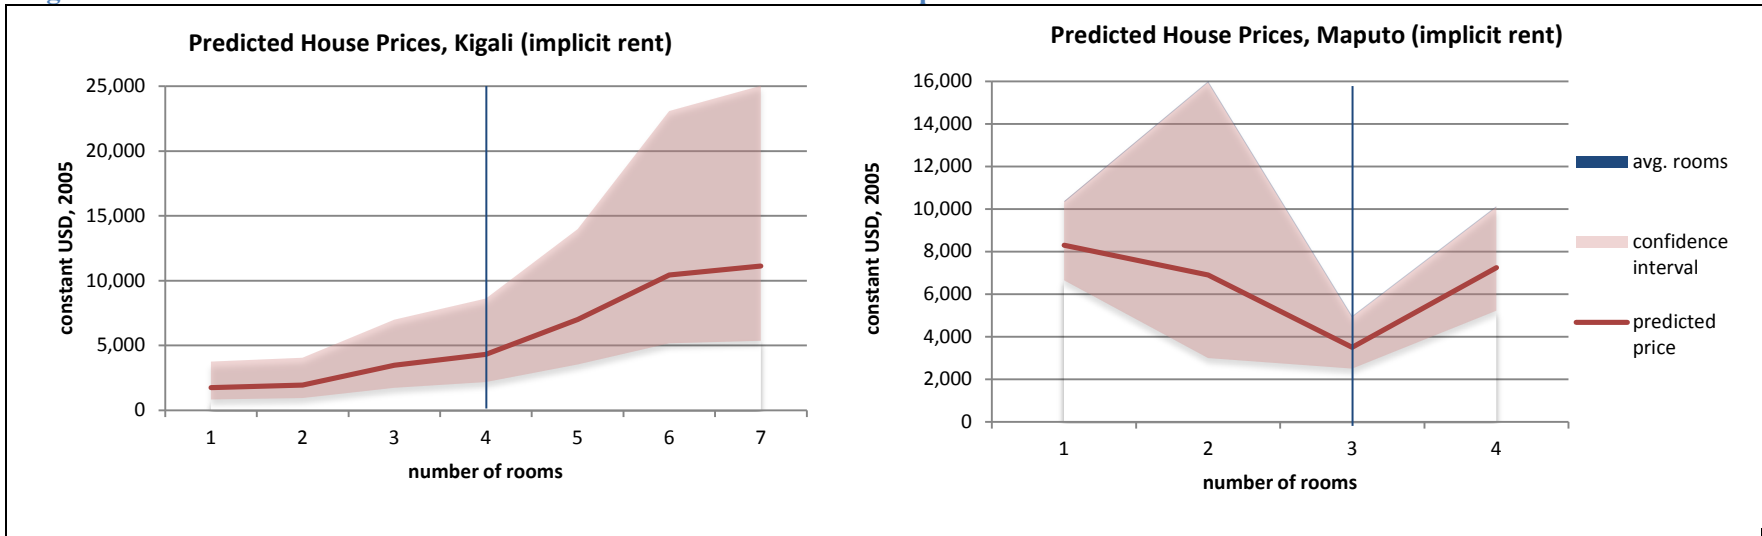 Predicted House Prices, Kigali (implicit rent)
25,000
20,000
15,000
10,000
5,000
0
constant USD, 2005
1 2 3 4 5 6 7
number of rooms
Predicted House Prices, Maputo (implicit rent)
16,000
14,000
12,000
10,000
8,000
6,000
4,000
2,000
0
constant USD, 2005
1 2 3 4
number of rooms
avg. rooms
confidence
interval
predicted
price